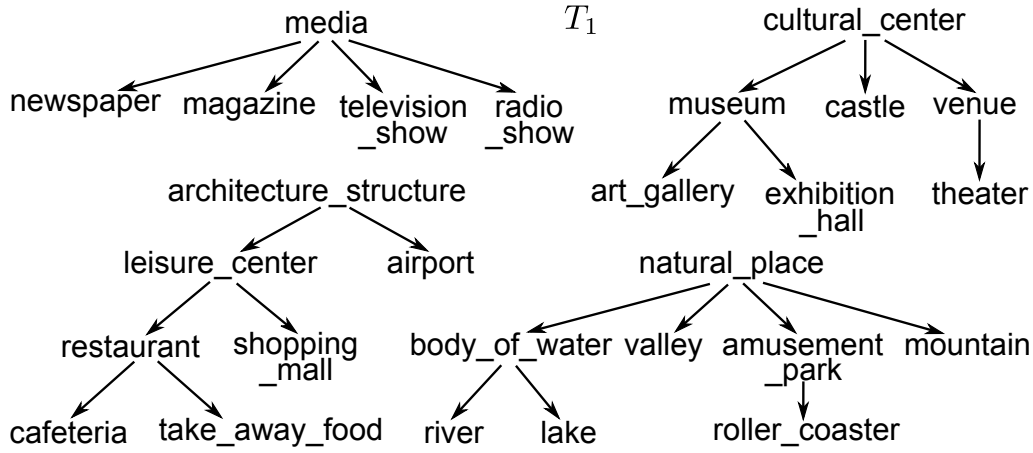 media
T1
cultural_center
newspaper
magazine
television
_show
radio
_show
museum
castle
venue
art_gallery
exhibition
_hall
theater
architecture_structure
leisure_center
airport
natural_place
restaurant
shopping
_mall
body_of_water
valley
amusement
_park
mountain
cafeteria
take_away_food
river
lake
roller_coaster